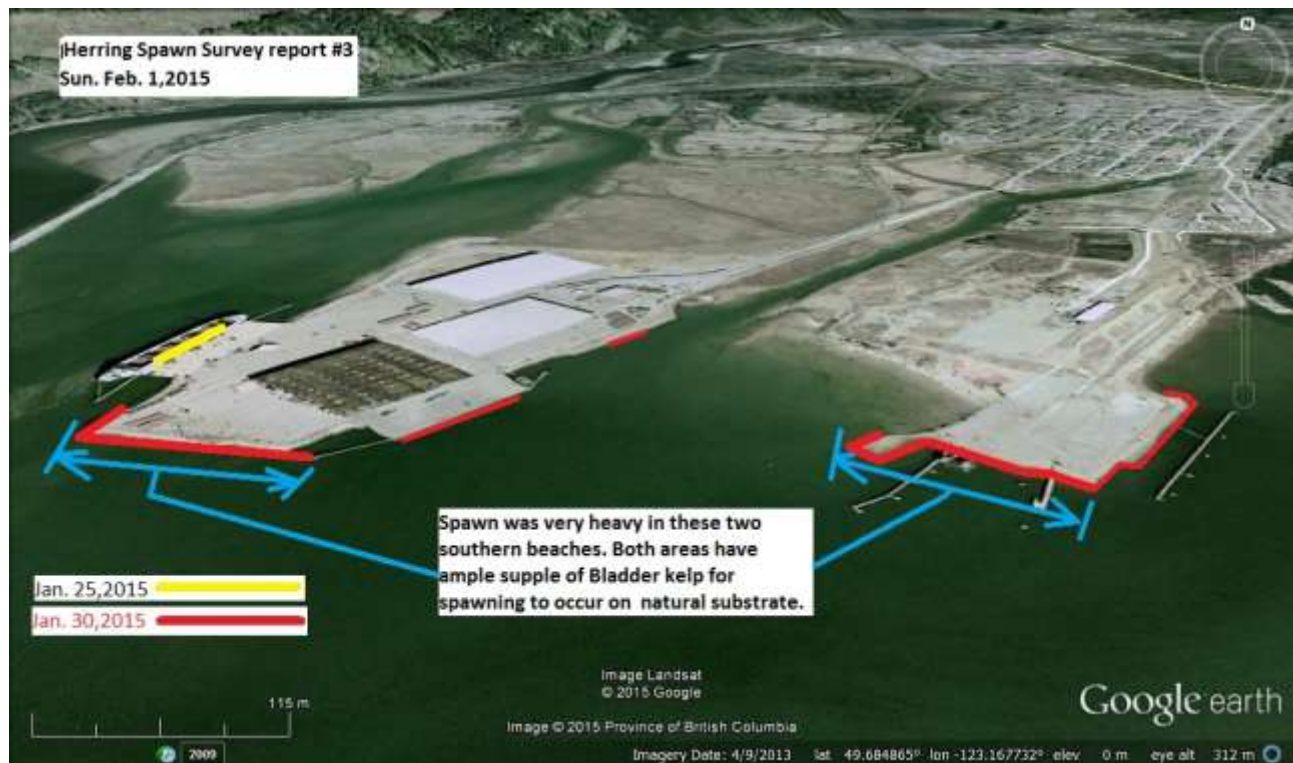 Herring Spawn Survey report #3
Sun. Feb. 1,2015
N
Spawn was very heavy in these two
southern beaches. Both areas have
ample supple of Bladder kelp for
spawning to occur on natural substrate.
Jan. 25,2015
Jan. 30,2015
Image Landsat
© 2015 Google
115 m
Google earth
Image © 2015 Province of British Columbia
2009
Imagery Date: 4/9/2013 lat 49.684865° lon -123.167732° elev 0 m eye alt 312 m